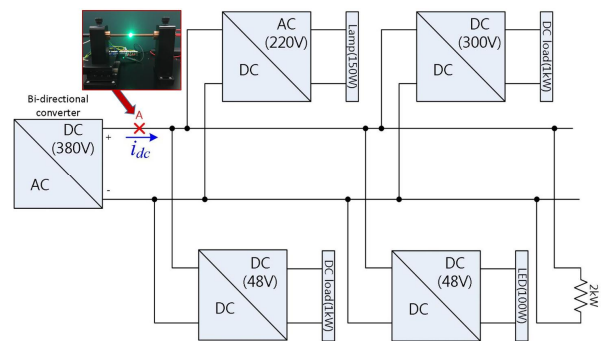 AC
(220V)
DC
Lamp(150W)
DC
(300V)
DC
DC load(1kW)
Bi-directional
converter
DC
(380V)
AC
+
-
A
idc
DC
(48V)
DC
DC load(1kW)
DC
(48V)
DC
LED(100W)
2kW